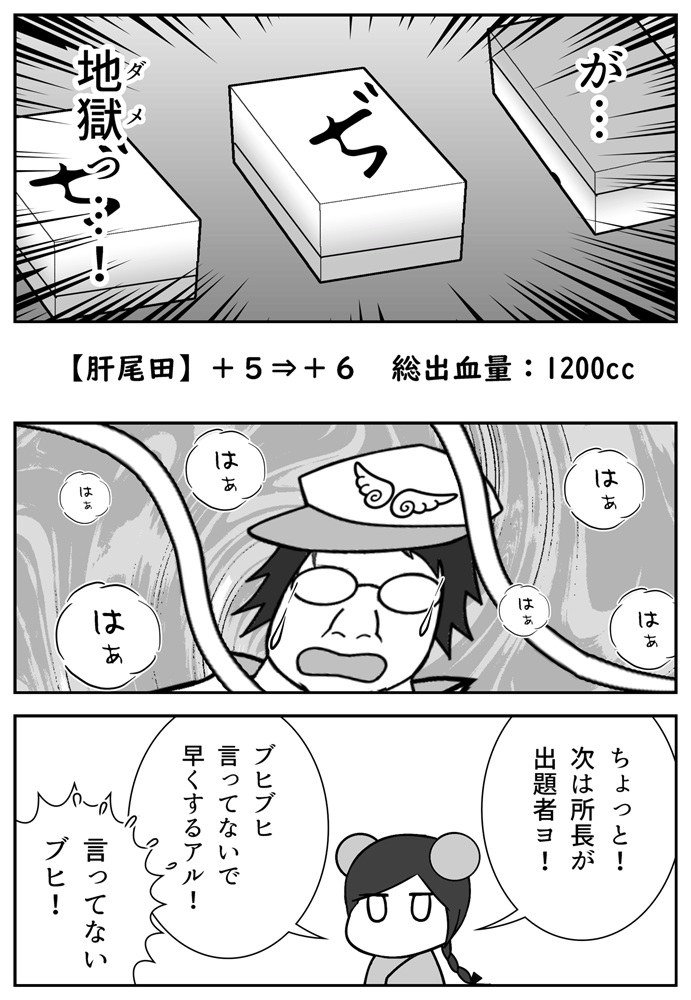 が…
地獄っ…!
ダメ
ぢ
ぢ
【肝尾田】+5⇒+6　総出血量:1200cc
はぁ
はぁ
はぁ
はぁ
はぁ
はぁ
ちょっと!
次は所長が
出題者ヨ!
ブヒブヒ
言ってないで
早くするアル!
言ってない
ブヒ!